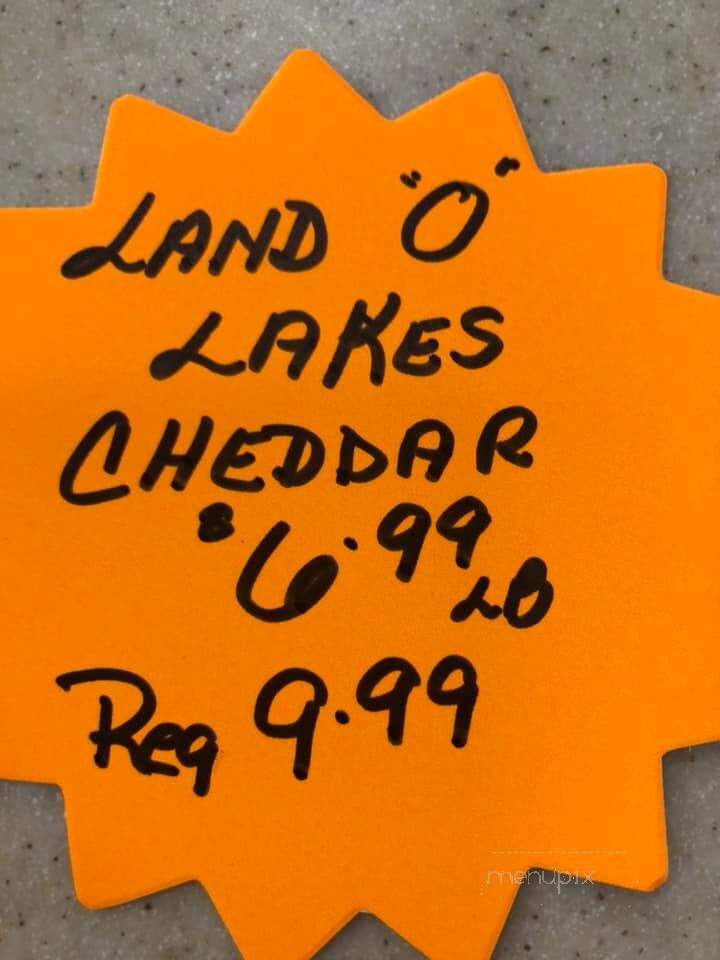 LAND "O"
LAKES
CHEDDAR
$6.99 LB
Reg 9.99
menupix